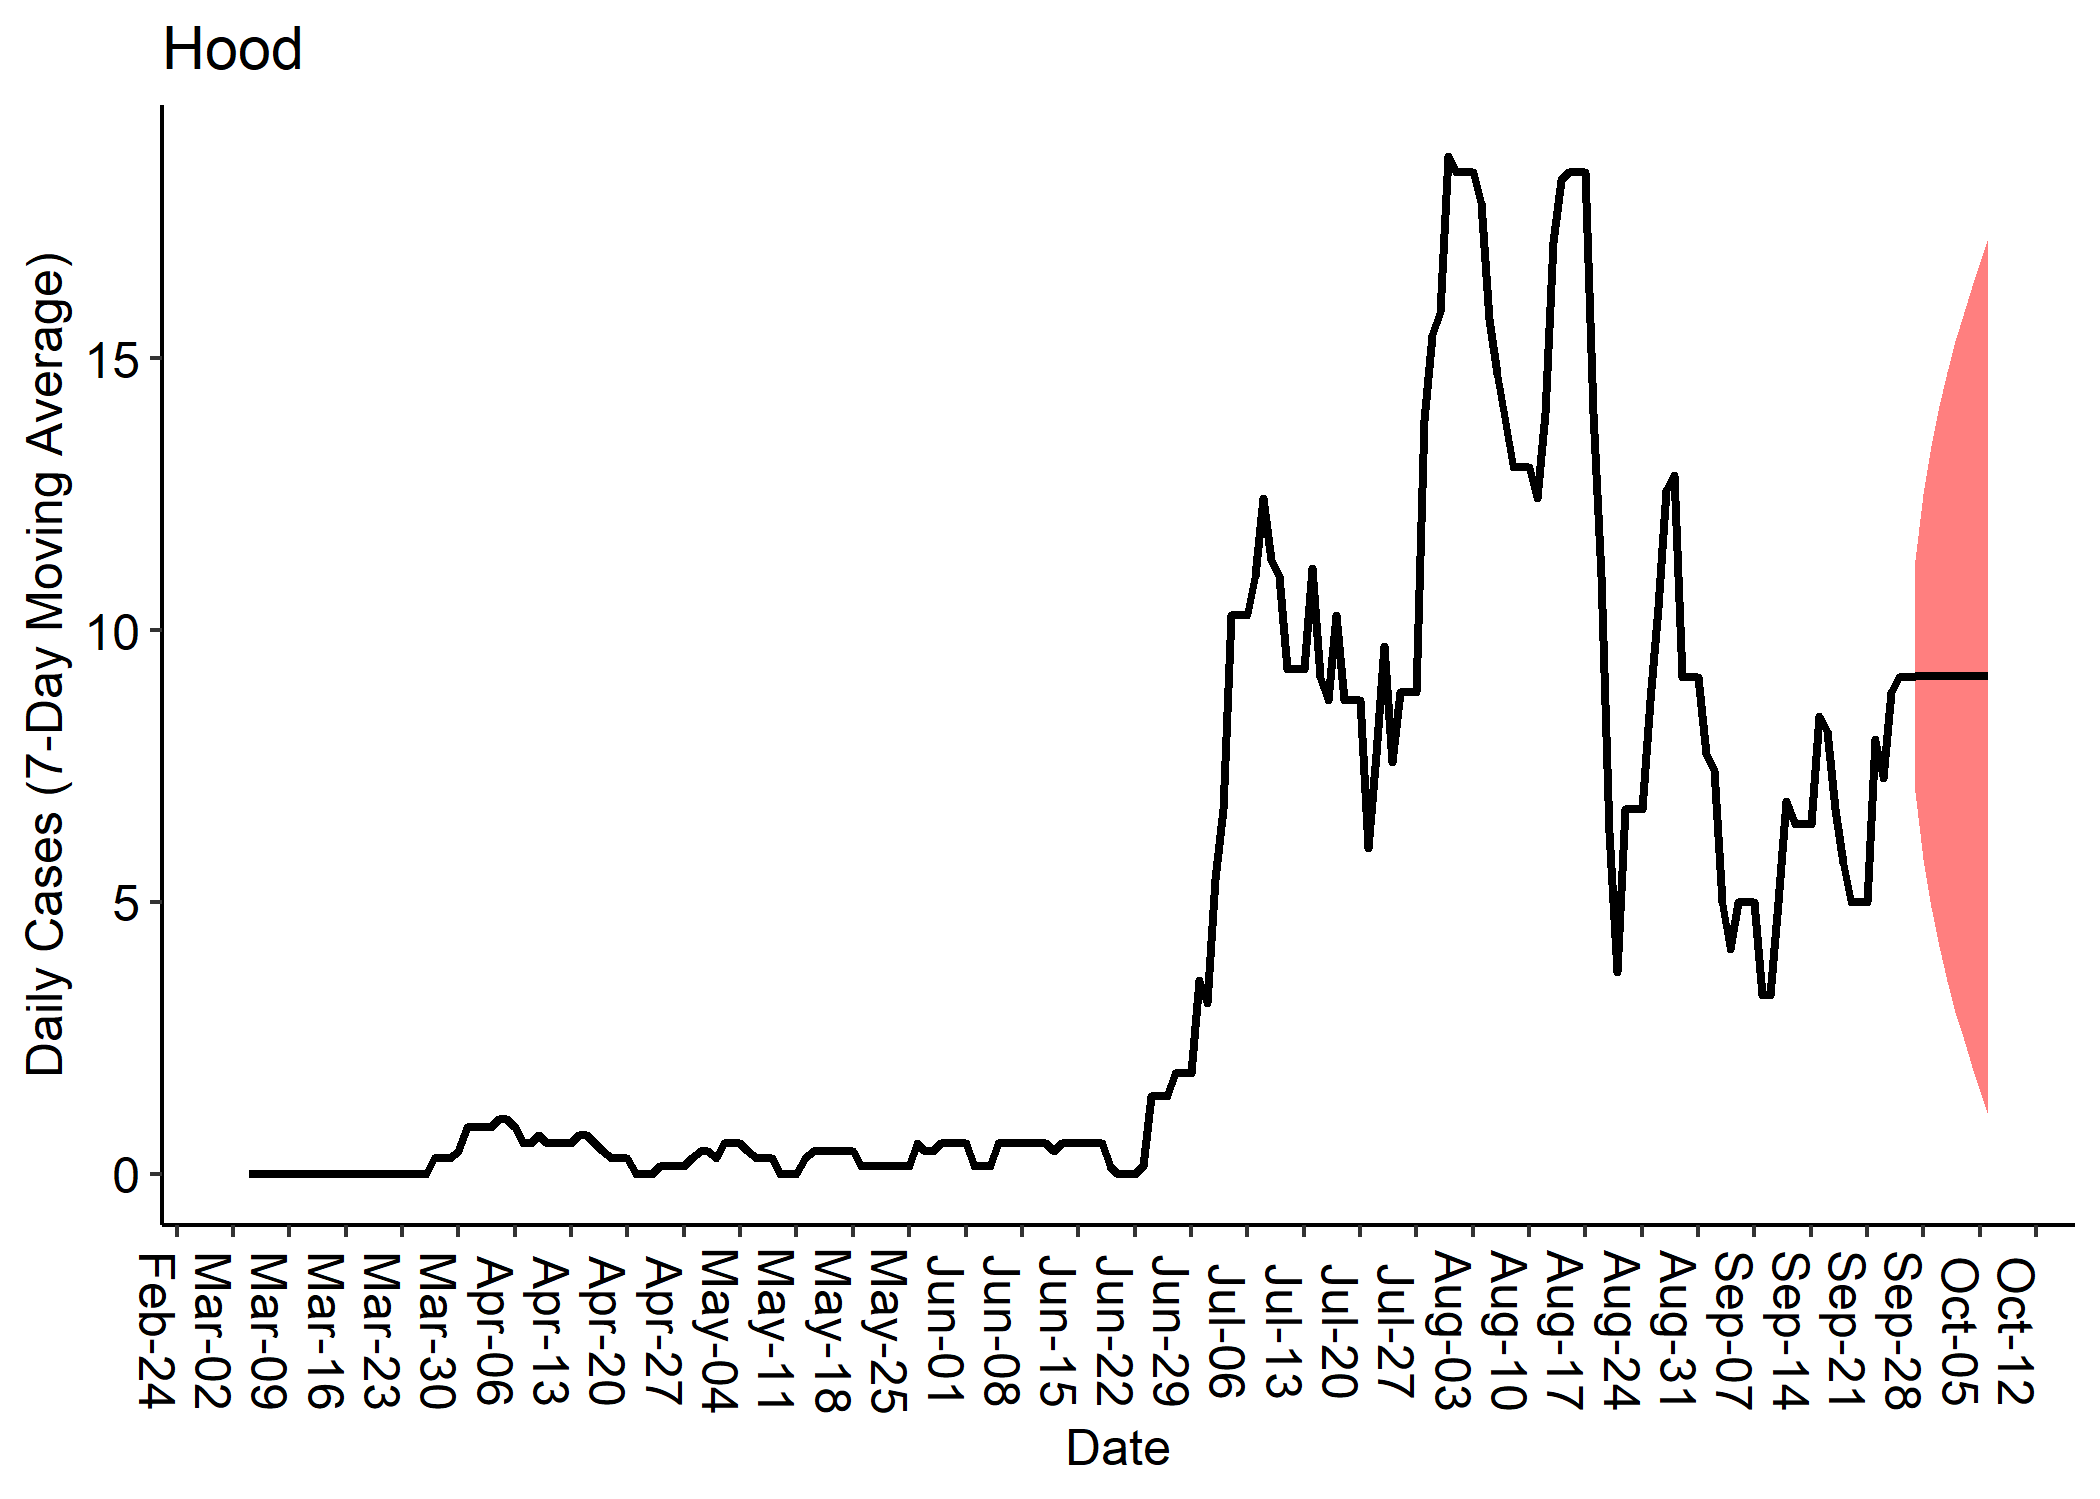 Hood
Daily Cases (7-Day Moving Average)
15
10
5
0
Feb-24
Mar-02
Mar-09
Mar-16
Mar-23
Mar-30
Apr-06
Apr-13
Apr-20
Apr-27
May-04
May-11
May-18
May-25
Jun-01
Jun-08
Jun-15
Jun-22
Jun-29
Jul-06
Jul-13
Jul-20
Jul-27
Aug-03
Aug-10
Aug-17
Aug-24
Aug-31
Sep-07
Sep-14
Sep-21
Sep-28
Oct-05
Oct-12
Date